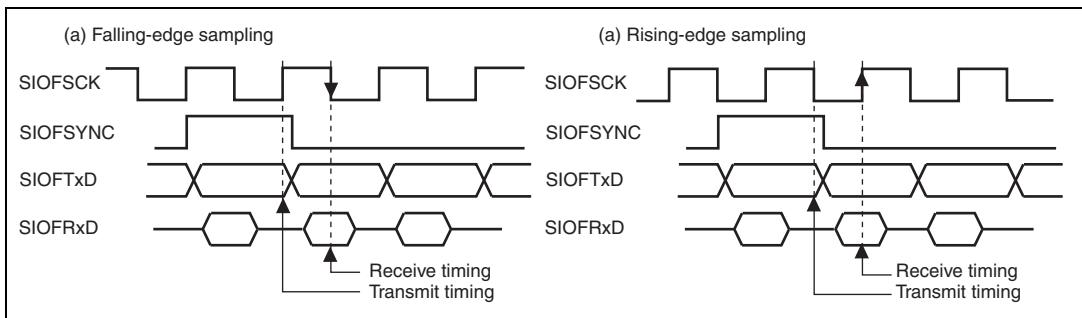 (a) Falling-edge sampling
SIOFSCK
SIOFSYNC
SIOFTxD
SIOFRxD
Receive timing
Transmit timing
(a) Rising-edge sampling
SIOFSCK
SIOFSYNC
SIOFTxD
SIOFRxD
Receive timing
Transmit timing